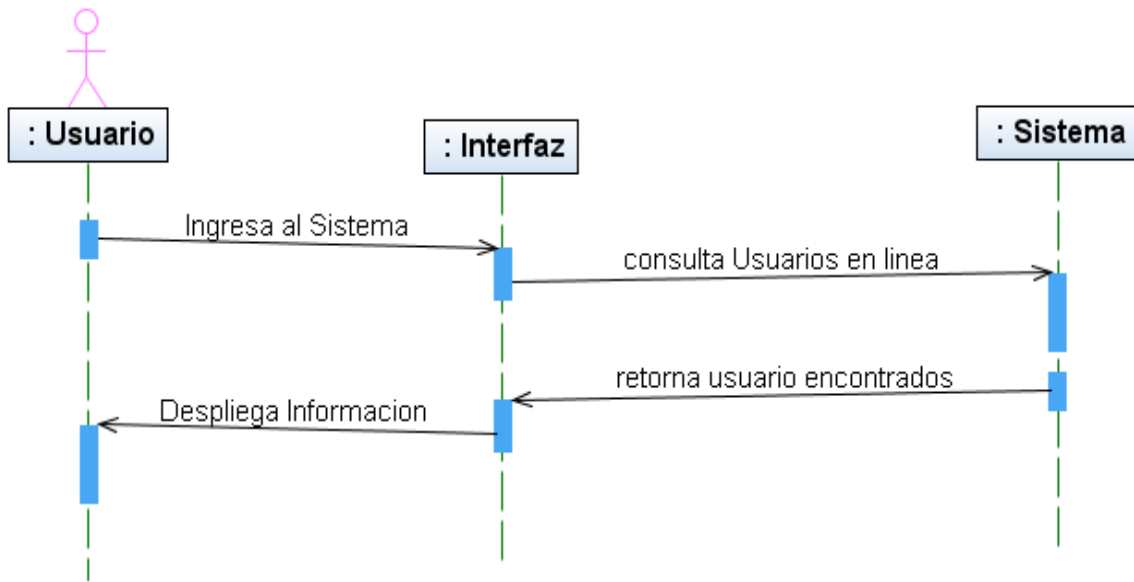 : Usuario
: Interfaz
: Sistema
Ingresa al Sistema
consulta Usuarios en linea
retorna usuario encontrados
Despliega Informacion